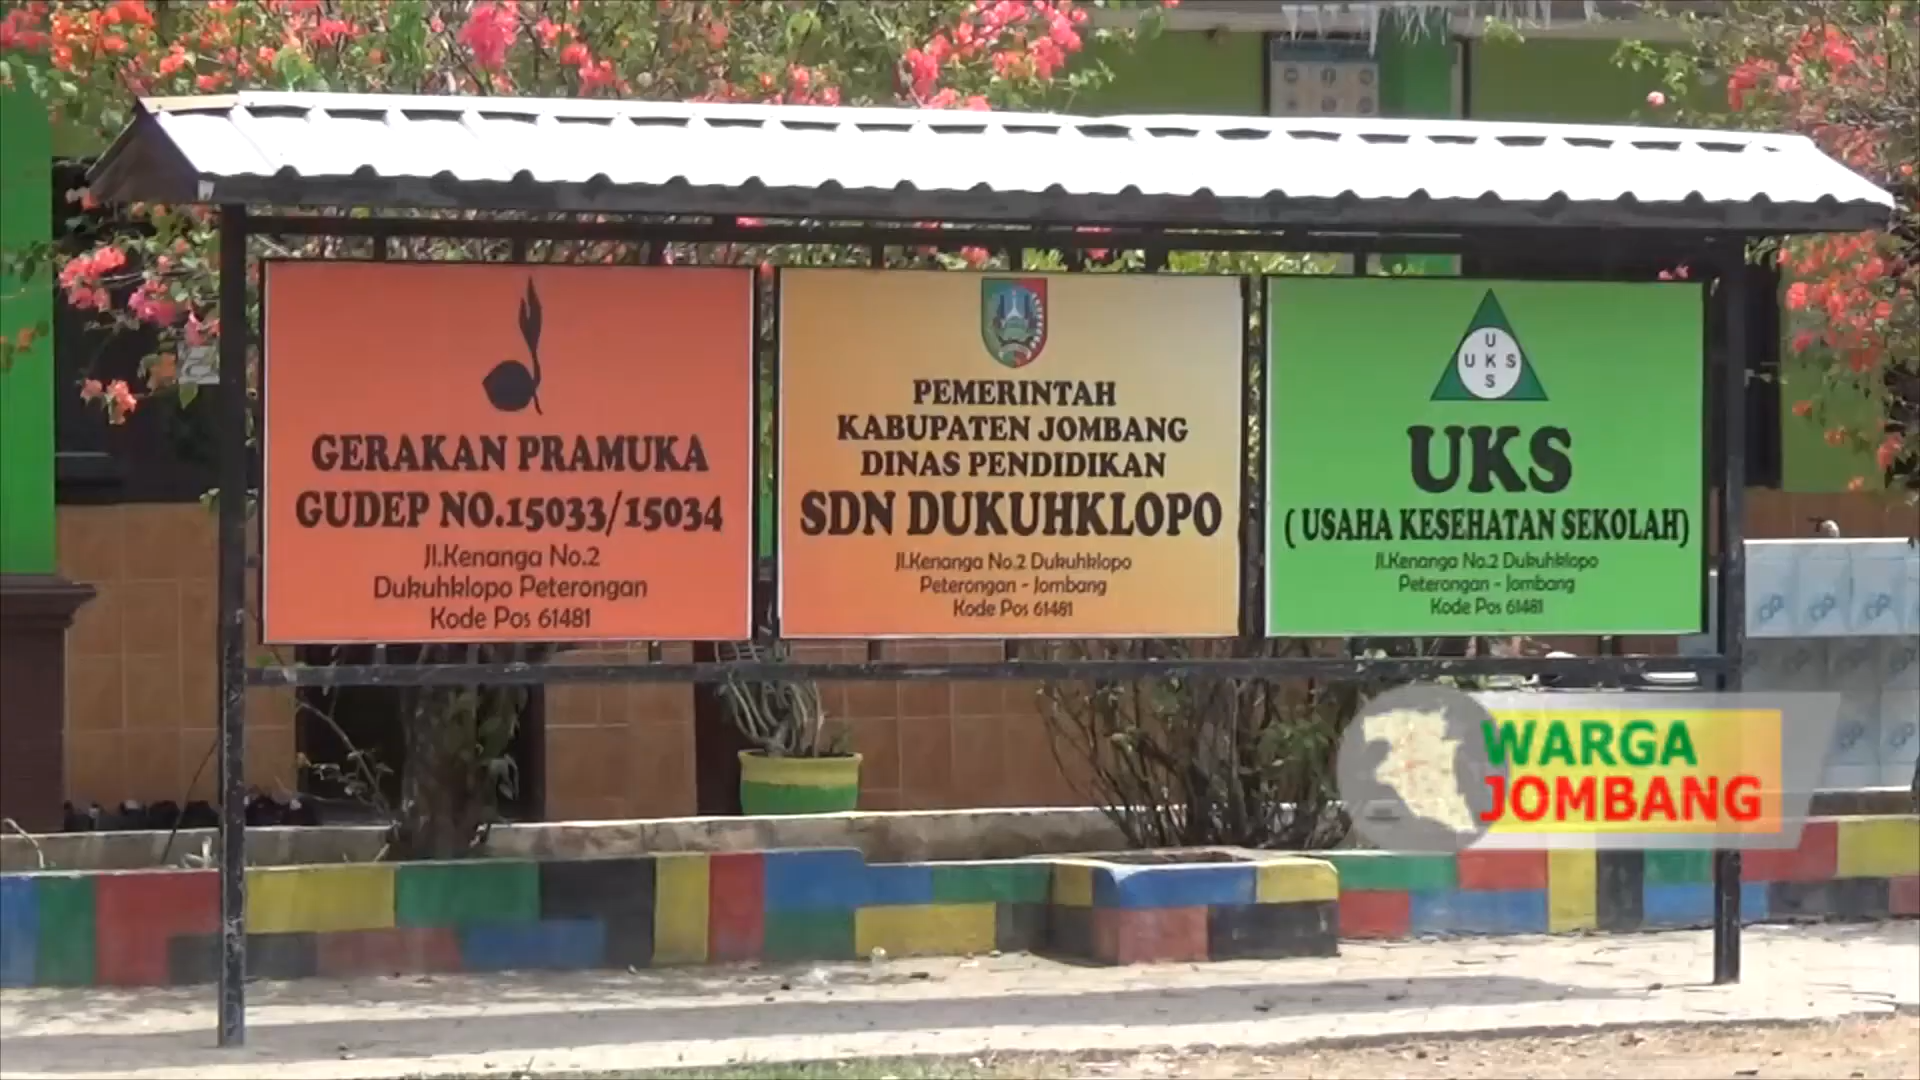 GERAKAN PRAMUKA
GUDEP NO.15033/15034
Jl.Kenanga No.2
Dukuhklopo Peterongan
Kode Pos 61481
PEMERINTAH
KABUPATEN JOMBANG
DINAS PENDIDIKAN
SDN DUKUHKLOPO
Jl.Kenanga No.2 Dukuhklopo
Peterongan - Jombang
Kode Pos 61481
U
U K S
S
UKS
( USAHA KESEHATAN SEKOLAH)
Jl.Kenanga No.2 Dukuhklopo
Peterongan - Jombang
Kode Pos 61481
WARGA
JOMBANG